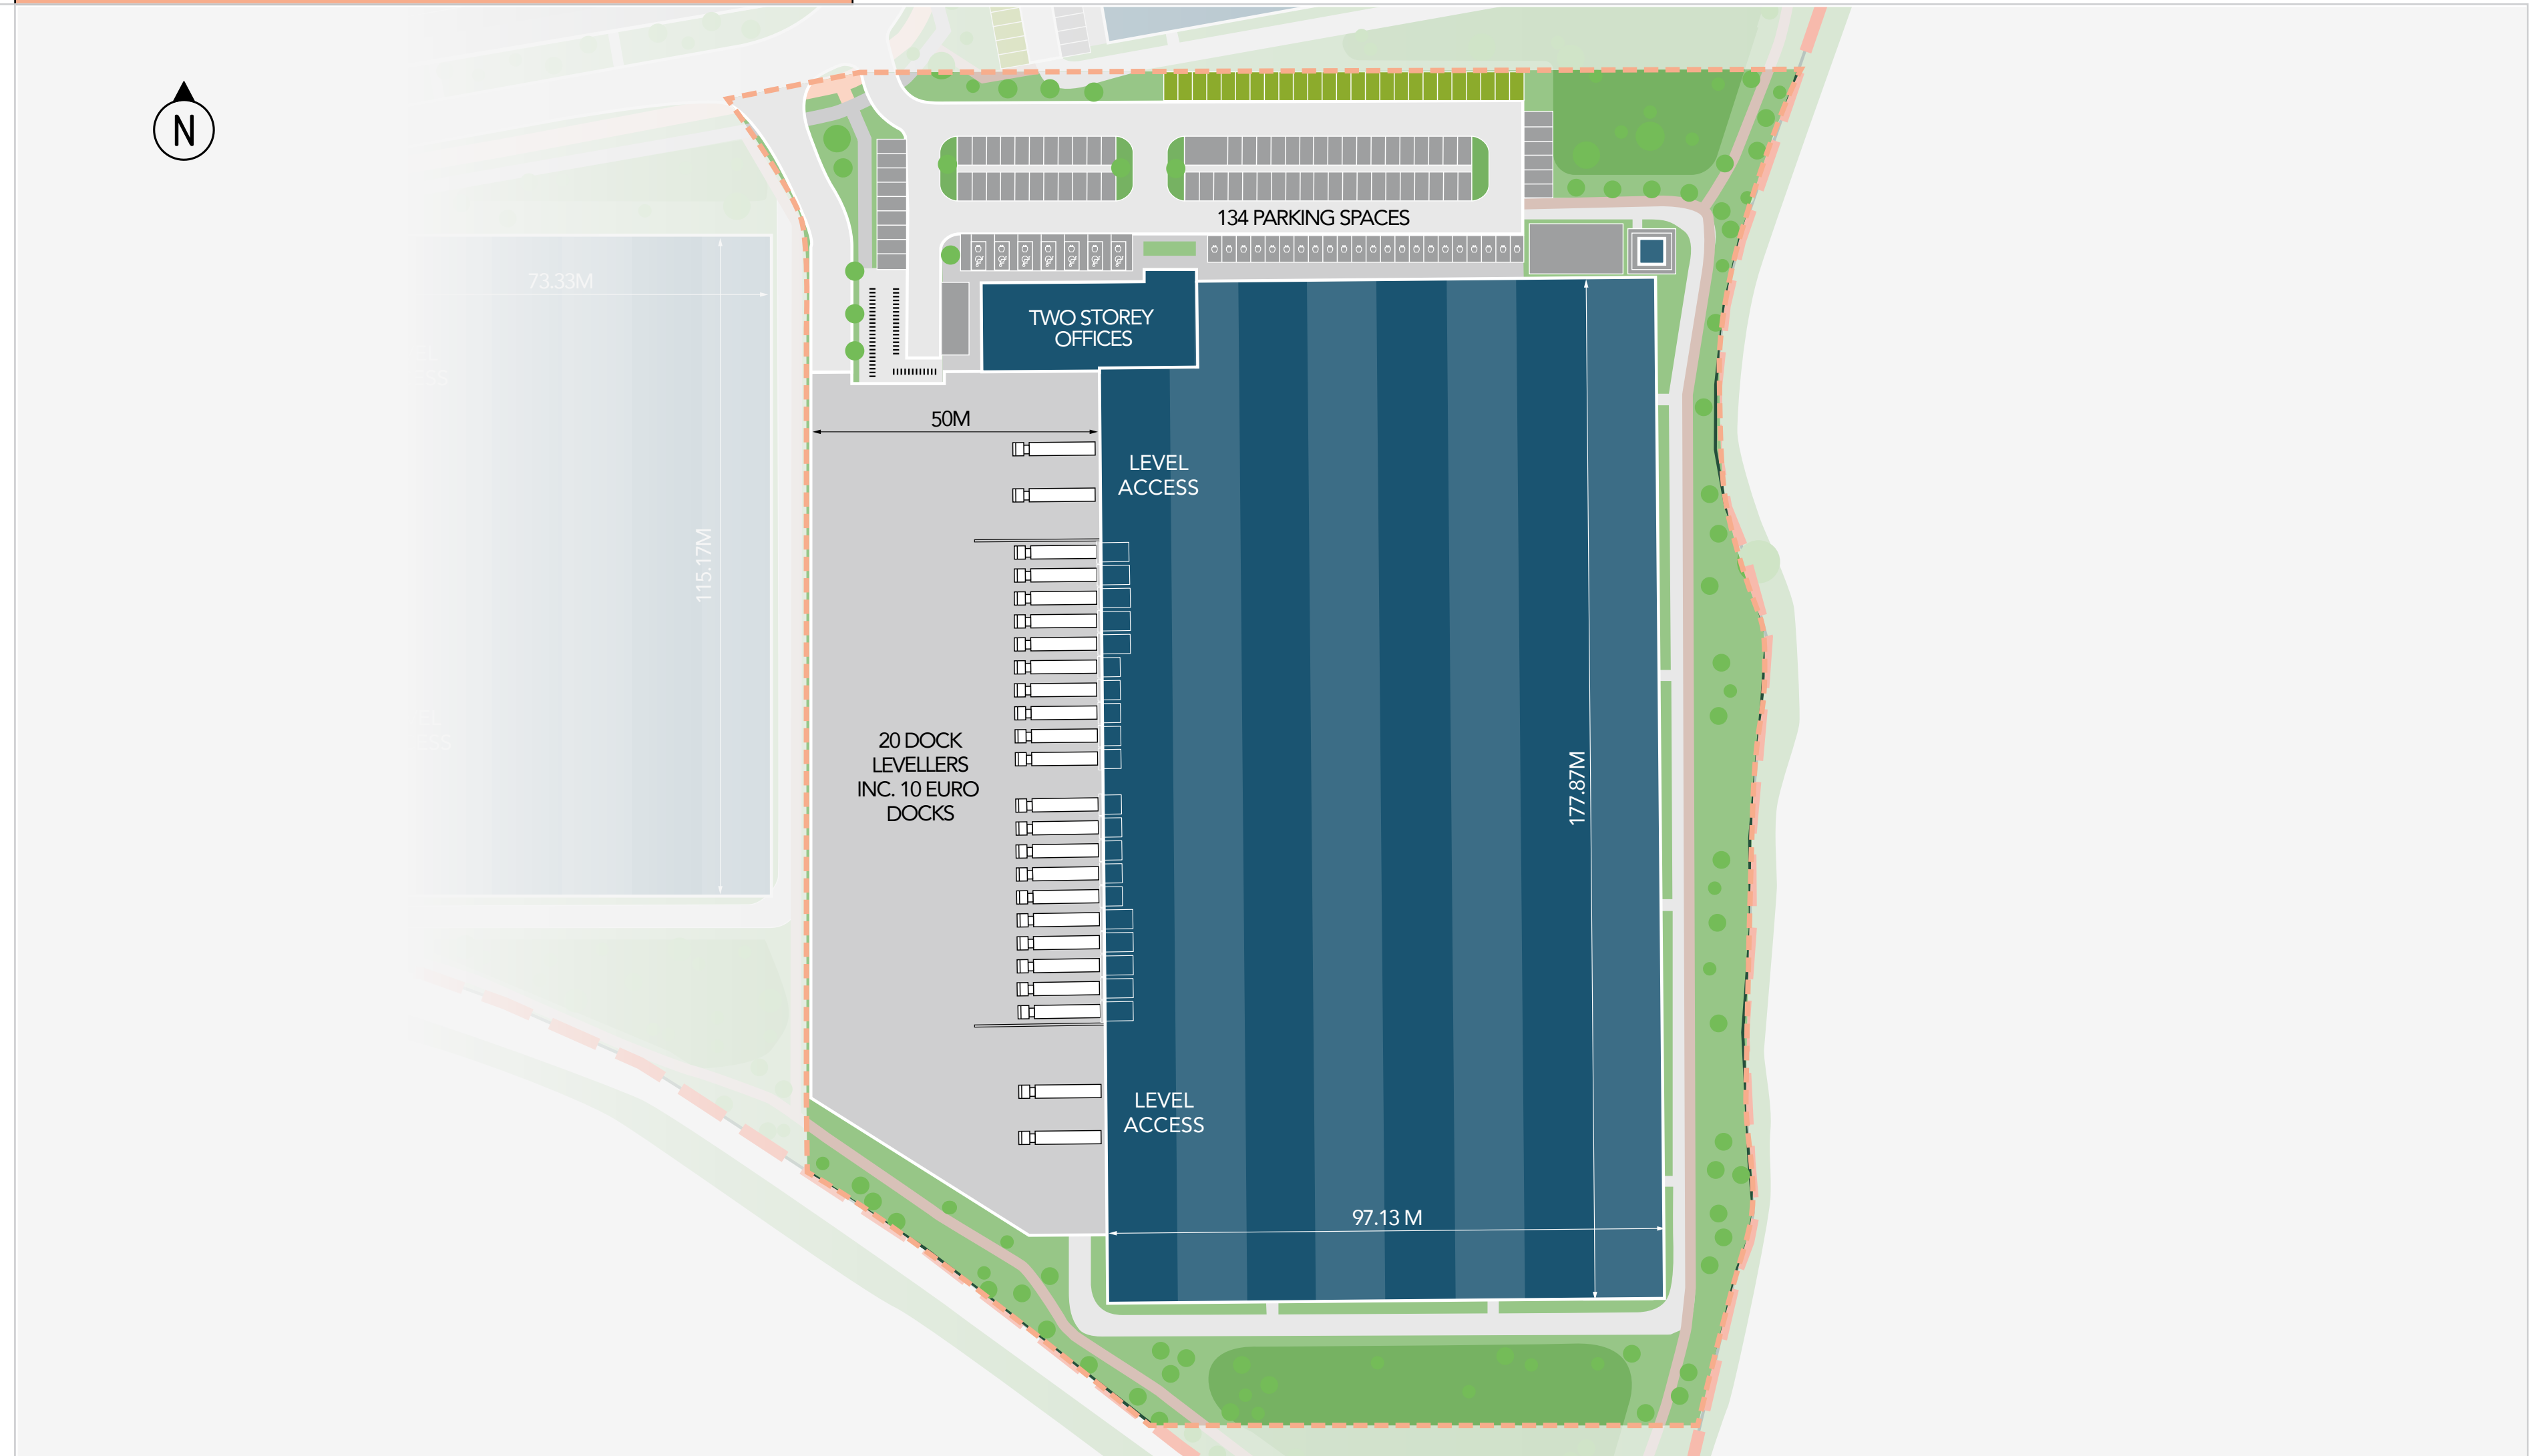 N
134 PARKING SPACES
73.33M
TWO STOREY
OFFICES
50M
LEVEL
ACCESS
115.17M
20 DOCK
LEVELLERS
INC. 10 EURO
DOCKS
177.87M
LEVEL
ACCESS
97.13 M